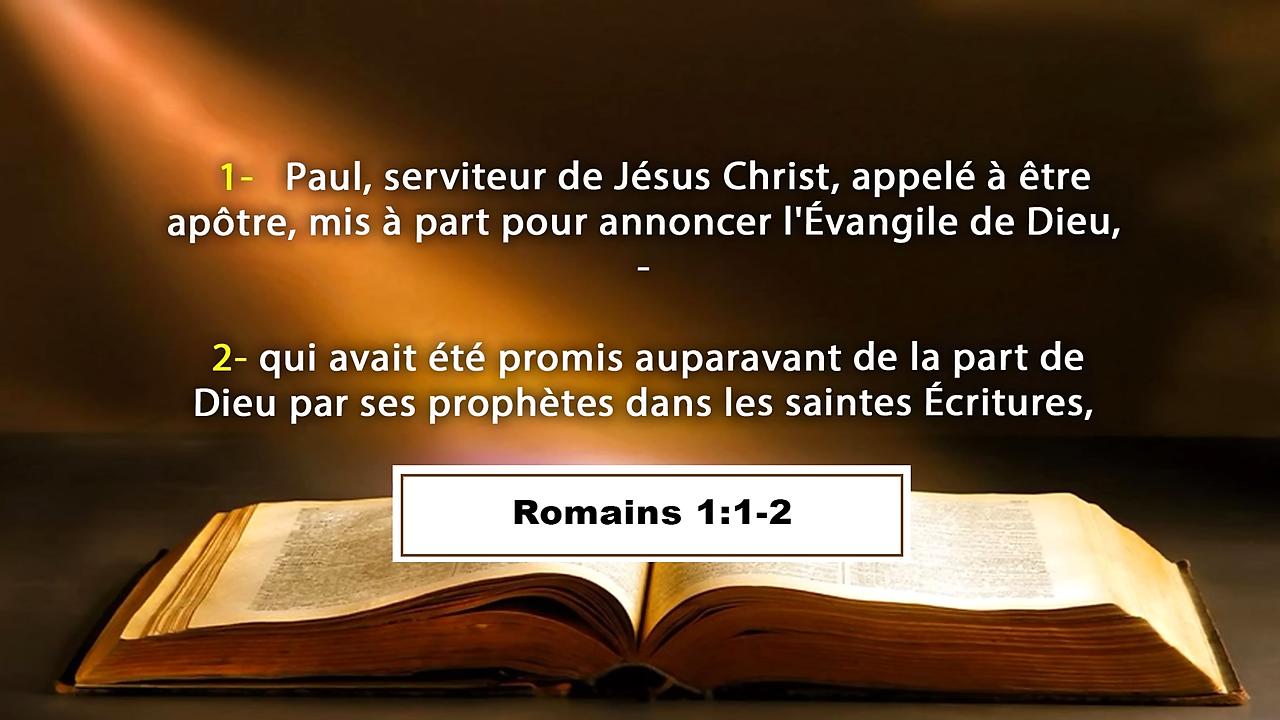 1- Paul, serviteur de Jésus Christ, appelé à être
apôtre, mis à part pour annoncer l'Évangile de Dieu,
-
2- qui avait été promis auparavant de la part de
Dieu par ses prophètes dans les saintes Écritures,
Romains 1:1-2